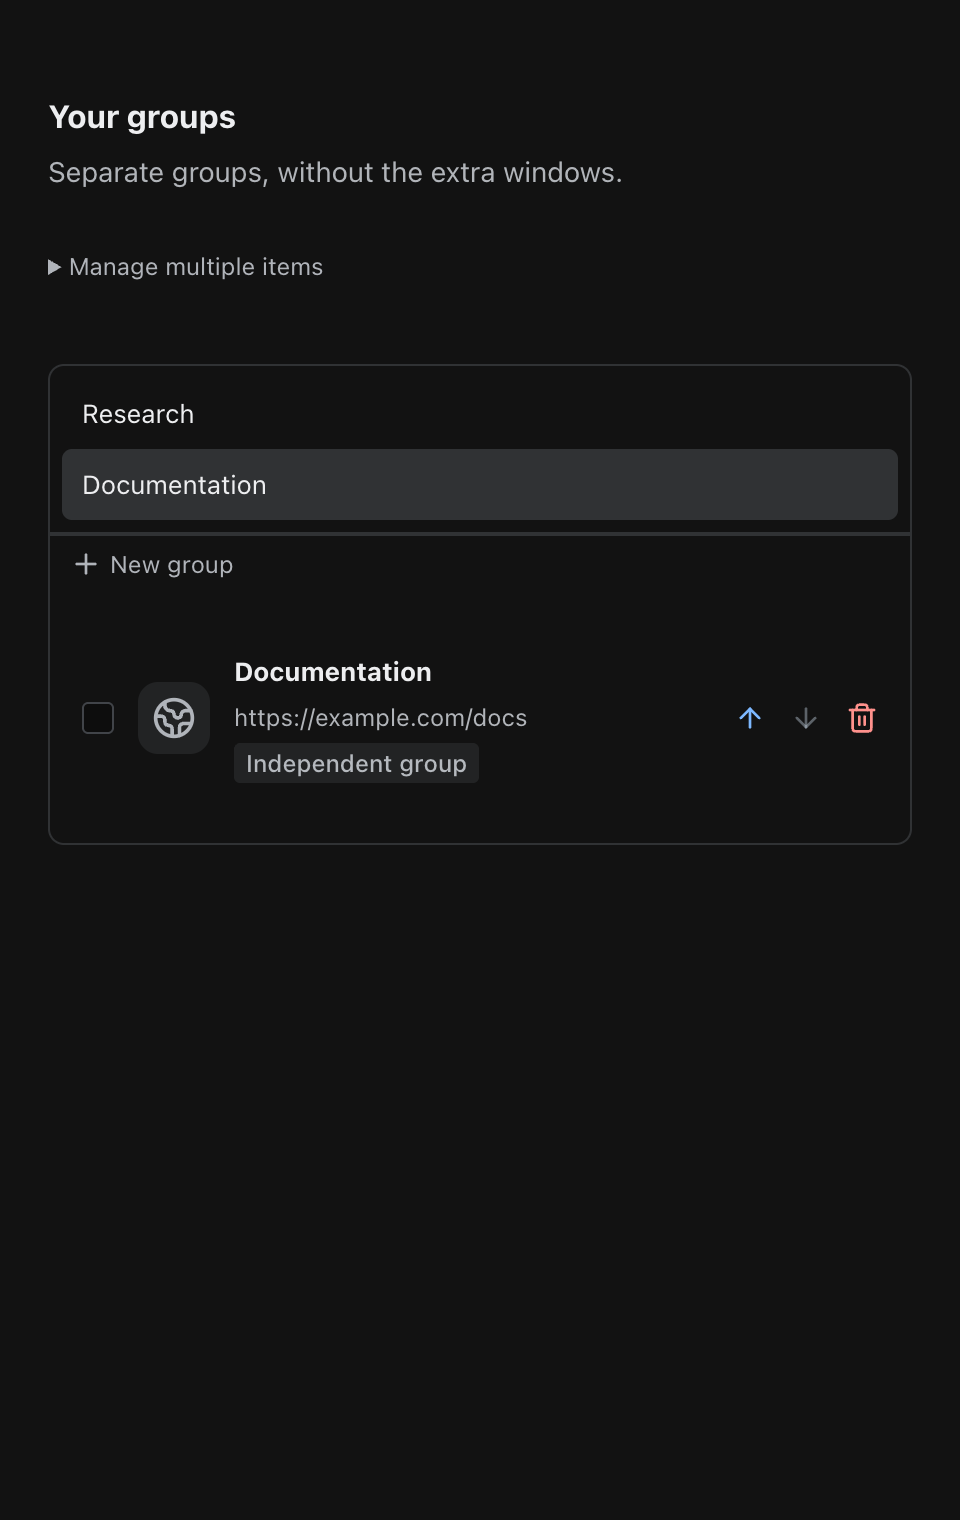 Your groups
Separate groups, without the extra windows.
Manage multiple items
Research
Documentation
New group
Documentation
https://example.com/docs
Independent group